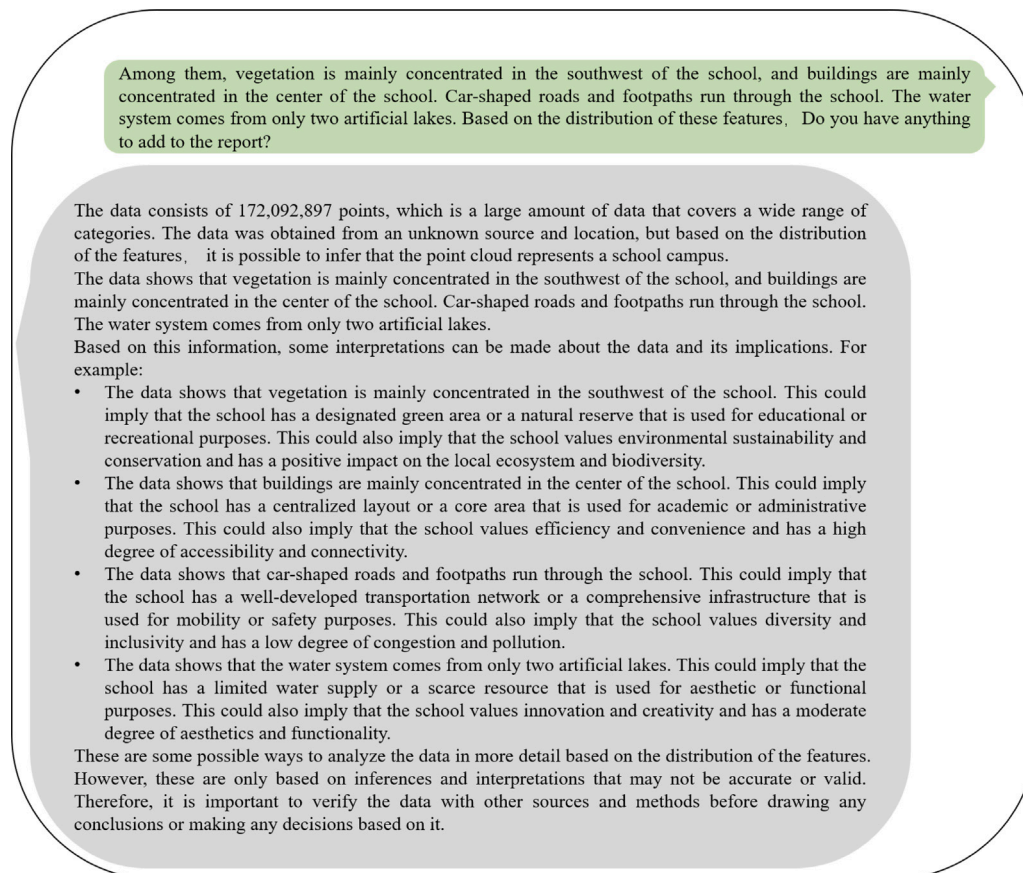 Among them, vegetation is mainly concentrated in the southwest of the school, and buildings are mainly
concentrated in the center of the school. Car-shaped roads and footpaths run through the school. The water
system comes from only two artificial lakes. Based on the distribution of these features, Do you have anything
to add to the report?
The data consists of 172,092,897 points, which is a large amount of data that covers a wide range of
categories. The data was obtained from an unknown source and location, but based on the distribution
of the features, it is possible to infer that the point cloud represents a school campus.
The data shows that vegetation is mainly concentrated in the southwest of the school, and buildings are
mainly concentrated in the center of the school. Car-shaped roads and footpaths run through the school.
The water system comes from only two artificial lakes.
Based on this information, some interpretations can be made about the data and its implications. For
example:
• The data shows that vegetation is mainly concentrated in the southwest of the school. This could
imply that the school has a designated green area or a natural reserve that is used for educational or
recreational purposes. This could also imply that the school values environmental sustainability and
conservation and has a positive impact on the local ecosystem and biodiversity.
• The data shows that buildings are mainly concentrated in the center of the school. This could imply
that the school has a centralized layout or a core area that is used for academic or administrative
purposes. This could also imply that the school values efficiency and convenience and has a high
degree of accessibility and connectivity.
• The data shows that car-shaped roads and footpaths run through the school. This could imply that
the school has a well-developed transportation network or a comprehensive infrastructure that is
used for mobility or safety purposes. This could also imply that the school values diversity and
inclusivity and has a low degree of congestion and pollution.
• The data shows that the water system comes from only two artificial lakes. This could imply that the
school has a limited water supply or a scarce resource that is used for aesthetic or functional
purposes. This could also imply that the school values innovation and creativity and has a moderate
degree of aesthetics and functionality.
These are some possible ways to analyze the data in more detail based on the distribution of the features.
However, these are only based on inferences and interpretations that may not be accurate or valid.
Therefore, it is important to verify the data with other sources and methods before drawing any
conclusions or making any decisions based on it.